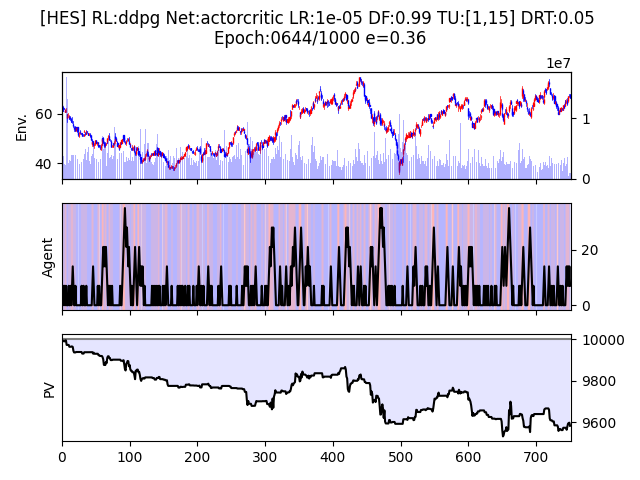 [HES] RL:ddpg Net:actorcritic LR:1e-05 DF:0.99 TU:[1,15] DRT:0.05
Epoch:0644/1000 e=0.36
1e7
Env.
60
40
1
0
Agent
20
0
PV
10000
9800
9600
0 100 200 300 400 500 600 700